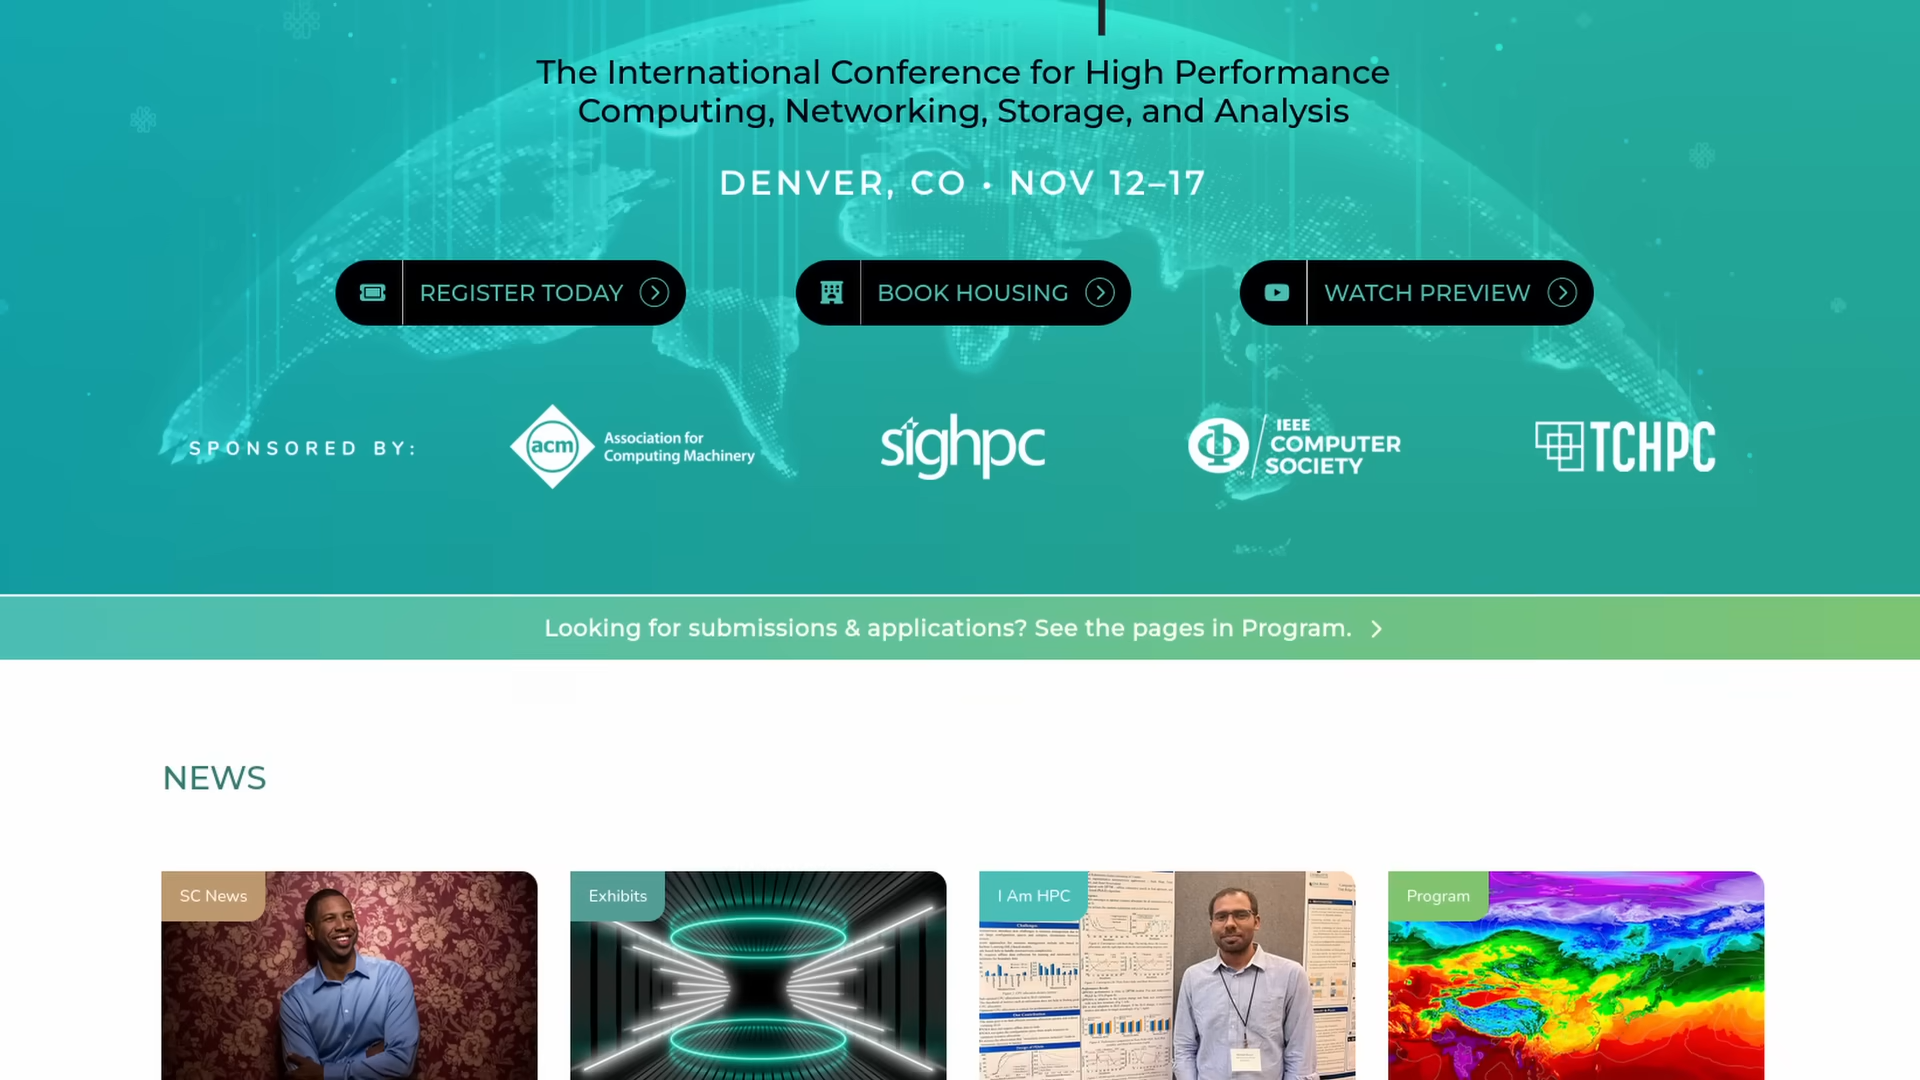 The International Conference for High Performance
Computing, Networking, Storage, and Analysis
DENVER, CO • NOV 12–17
REGISTER TODAY
BOOK HOUSING
WATCH PREVIEW
SPONSORED BY:
acm
Association for
Computing Machinery
sighpc
IEEE
COMPUTER
SOCIETY
TCHPC
Looking for submissions & applications? See the pages in Program.
NEWS
SC News
Exhibits
I Am HPC
Program